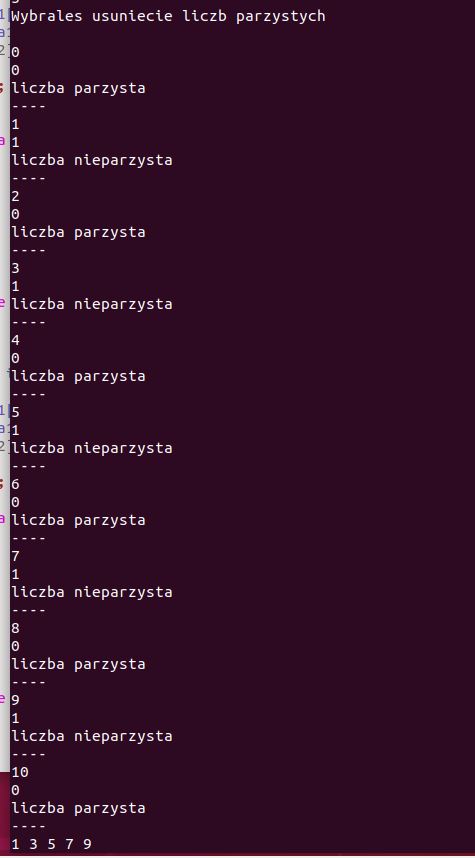 Wybrales usuniecie liczb parzystych
0
0
liczba parzysta
----
1
1
liczba nieparzysta
----
2
0
liczba parzysta
----
3
1
liczba nieparzysta
----
4
0
liczba parzysta
----
5
1
liczba nieparzysta
----
6
0
liczba parzysta
----
7
1
liczba nieparzysta
----
8
0
liczba parzysta
----
9
1
liczba nieparzysta
----
10
0
liczba parzysta
----
1 3 5 7 9